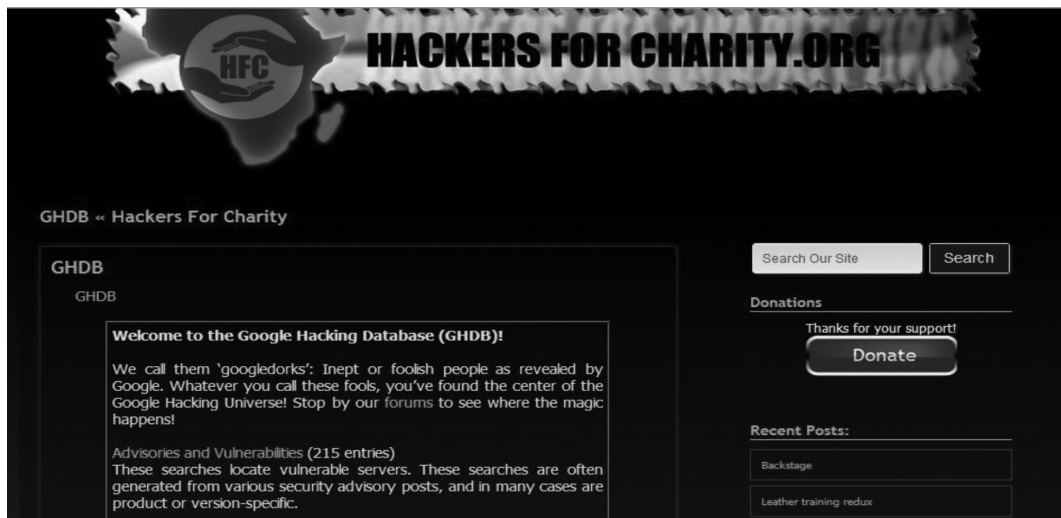 HFC
HACKERS FOR CHARITY.ORG
GHDB « Hackers For Charity
GHDB
GHDB
Welcome to the Google Hacking Database (GHDB)!
We call them ‘googledorks’: Inept or foolish people as revealed by
Google. Whatever you call these fools, you’ve found the center of the
Google Hacking Universe! Stop by our forums to see where the magic
happens!
Advisories and Vulnerabilities (215 entries)
These searches locate vulnerable servers. These searches are often
generated from various security advisory posts, and in many cases are
product or version-specific.
Search Our Site
Search
Donations
Thanks for your support!
Donate
Recent Posts:
Backstage
Leather training redux